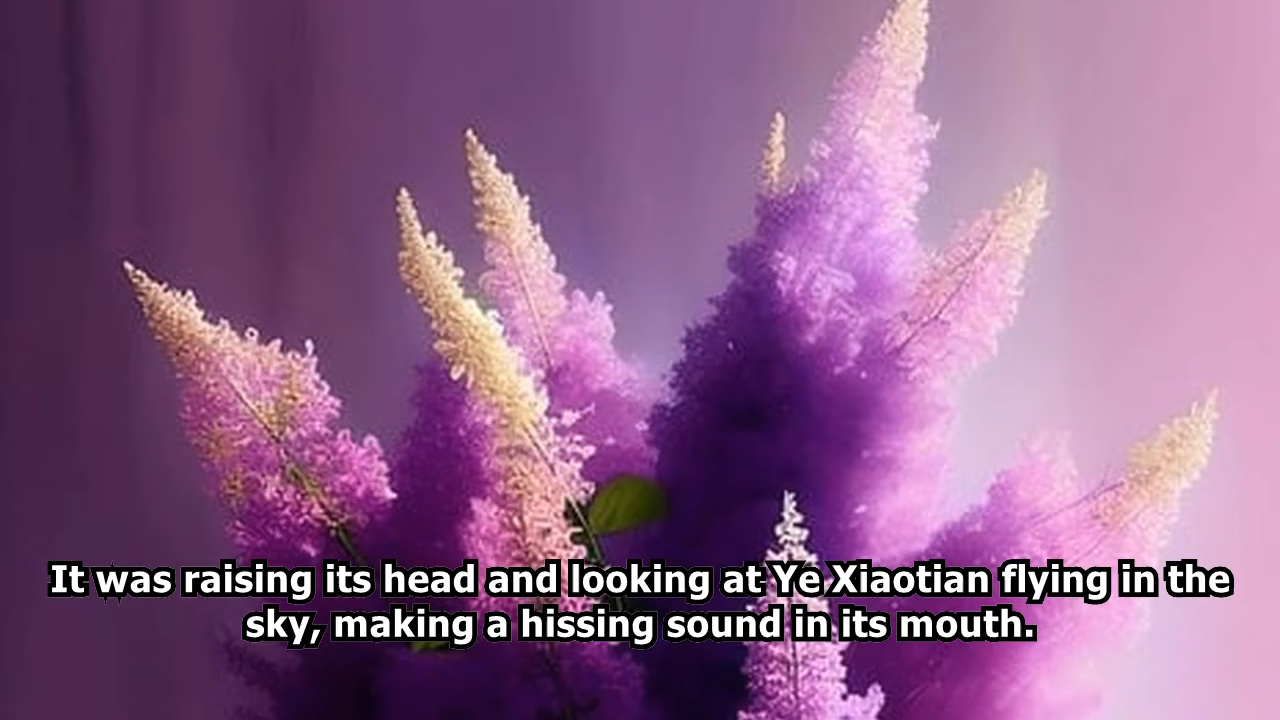 It was raising its head and looking at Ye Xiaotian flying in the
sky, making a hissing sound in its mouth.